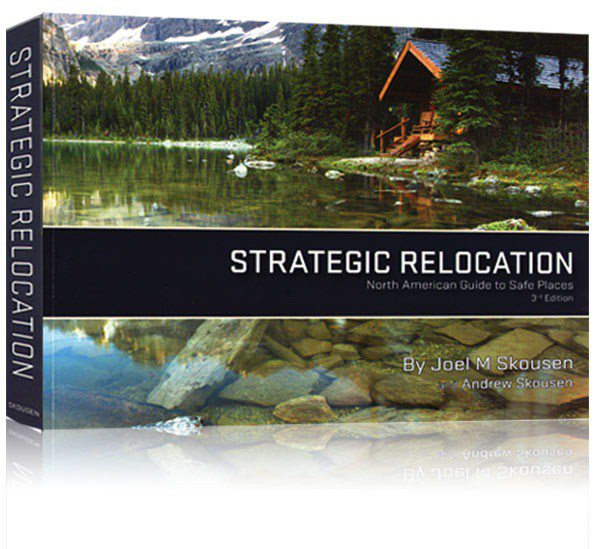 STRATEGIC RELOCATION
SKOUSEN
STRATEGIC RELOCATION
North American Guide to Safe Places
3rd Edition
By Joel M Skousen
Andrew Skousen